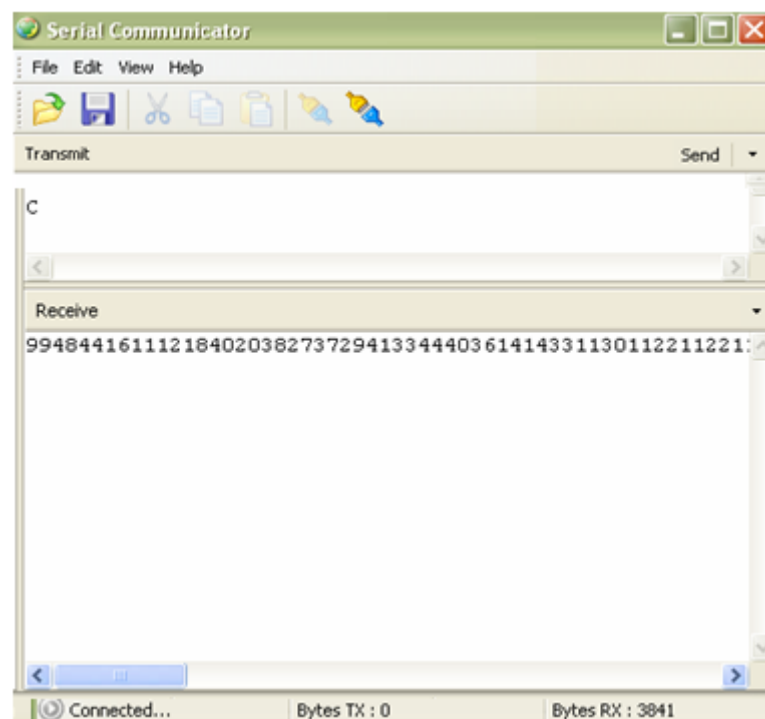 Serial Communicator
File Edit View Help
Transmit Send
C
Receive
9948441611121840203827372941334440361414331130112211221
Connected... Bytes TX : 0 Bytes RX : 3841